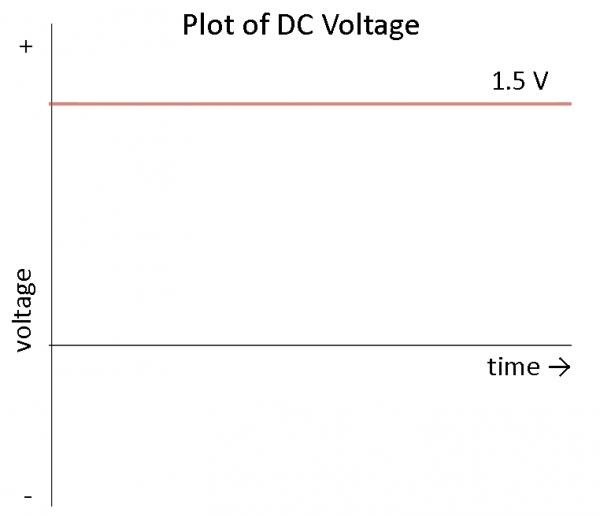 Plot of DC Voltage
+
1.5 V
voltage
time →
-